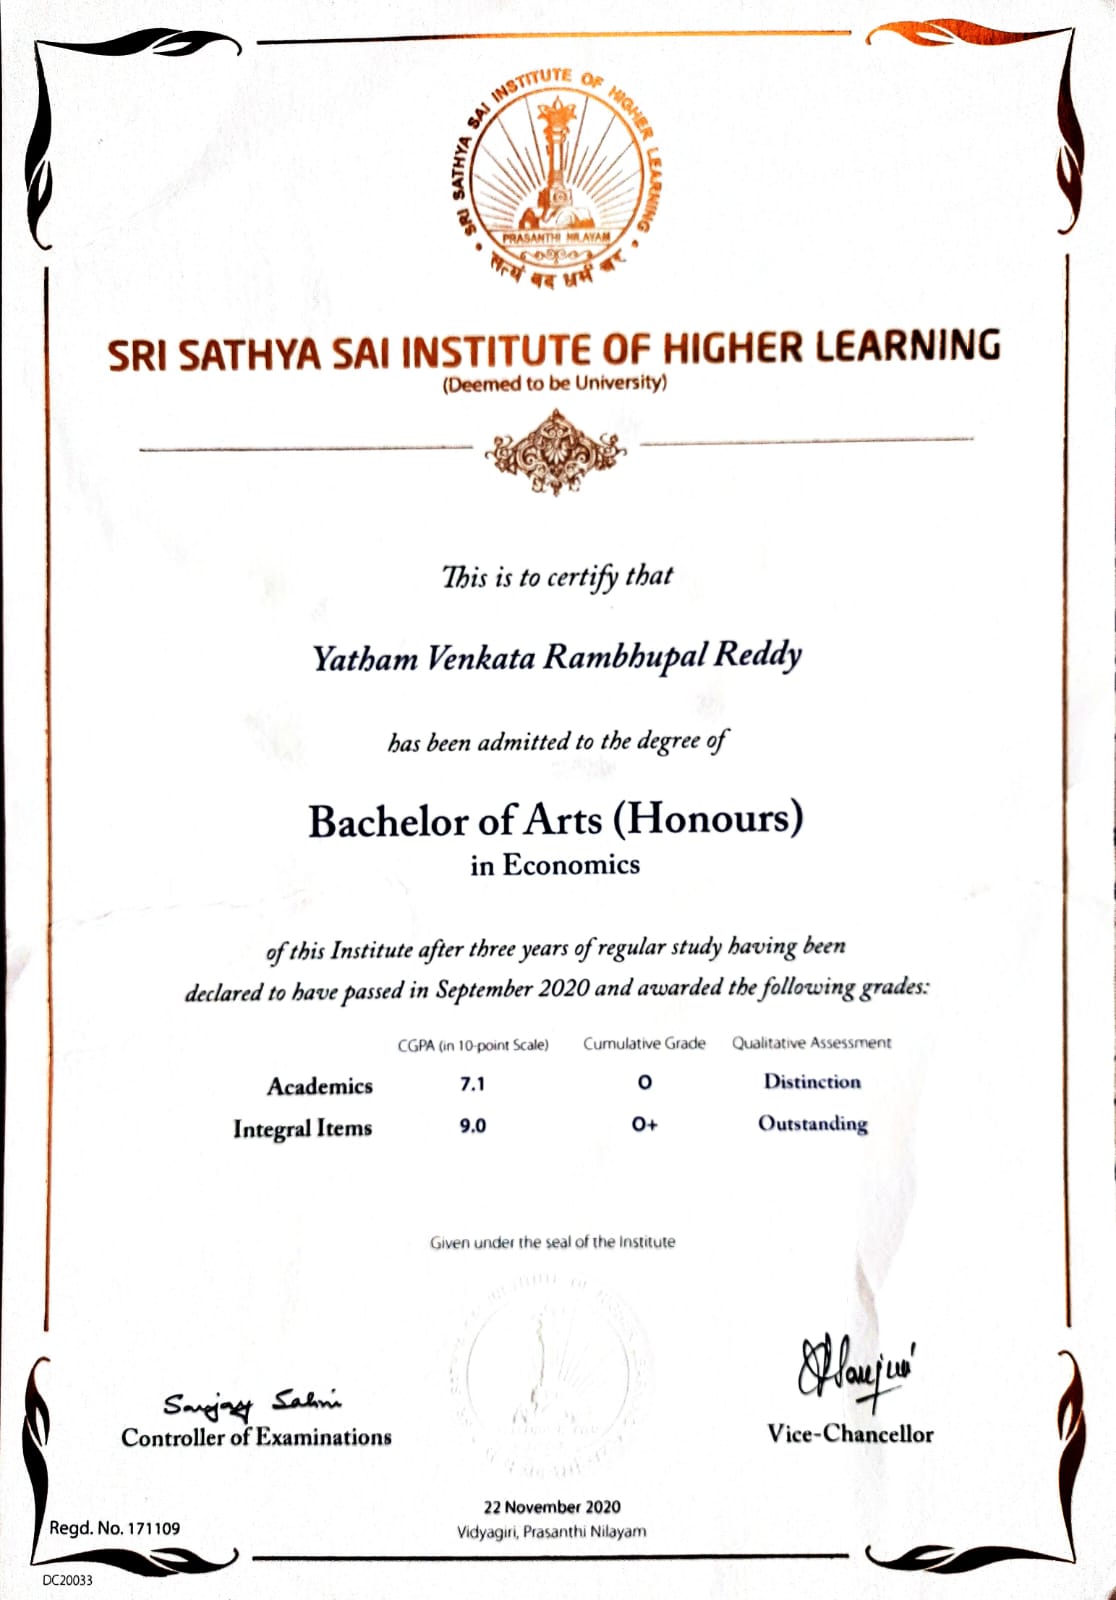 SRI SATHYA SAI INSTITUTE OF HIGHER LEARNING
PRASANTHI NILAYAM
सत्यं वद धर्मं चर
SRI SATHYA SAI INSTITUTE OF HIGHER LEARNING
(Deemed to be University)
This is to certify that
Yatham Venkata Rambhupal Reddy
has been admitted to the degree of
Bachelor of Arts (Honours)
in Economics
of this Institute after three years of regular study having been
declared to have passed in September 2020 and awarded the following grades:
CGPA (in 10-point Scale) Cumulative Grade Qualitative Assessment
Academics 7.1 O Distinction
Integral Items 9.0 O+ Outstanding
Given under the seal of the Institute
Sanjay Sahni
Controller of Examinations
Vice-Chancellor
22 November 2020
Vidyagiri, Prasanthi Nilayam
Regd. No. 171109
DC20033